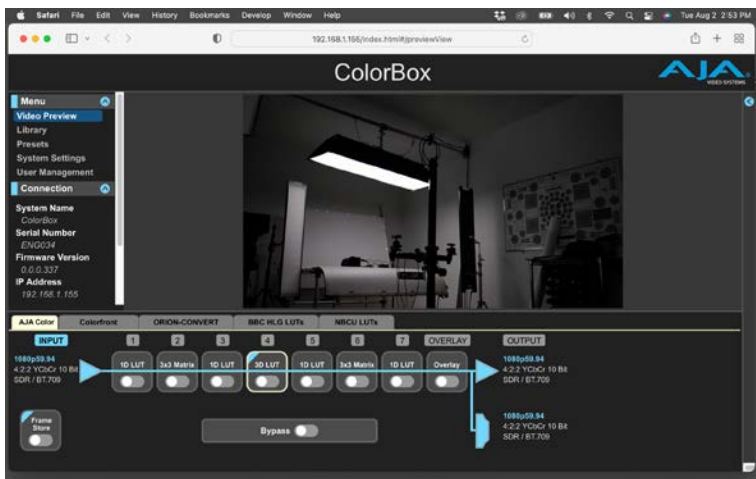 Safari File Edit View History Bookmarks Develop Window Help
Tue Aug 2 2:53 PM
192.168.1.155/index.html#/previewView
ColorBox
AJA
VIDEO SYSTEMS
Menu
Video Preview
Library
Presets
System Settings
User Management
Connection
System Name
ColorBox
Serial Number
ENG034
Firmware Version
0.0.0.337
IP Address
192.168.1.155
AJA Color Colorfront ORION-CONVERT BBC HLG LUTs NBCU LUTs
INPUT 1 2 3 4 5 6 7 OVERLAY OUTPUT
1080p59.94
4:2:2 YCbCr 10 Bit
SDR / BT.709
1D LUT 3x3 Matrix 1D LUT 3D LUT 1D LUT 3x3 Matrix 1D LUT Overlay
1080p59.94
4:2:2 YCbCr 10 Bit
SDR / BT.709
Frame
Store
Bypass
1080p59.94
4:2:2 YCbCr 10 Bit
SDR / BT.709